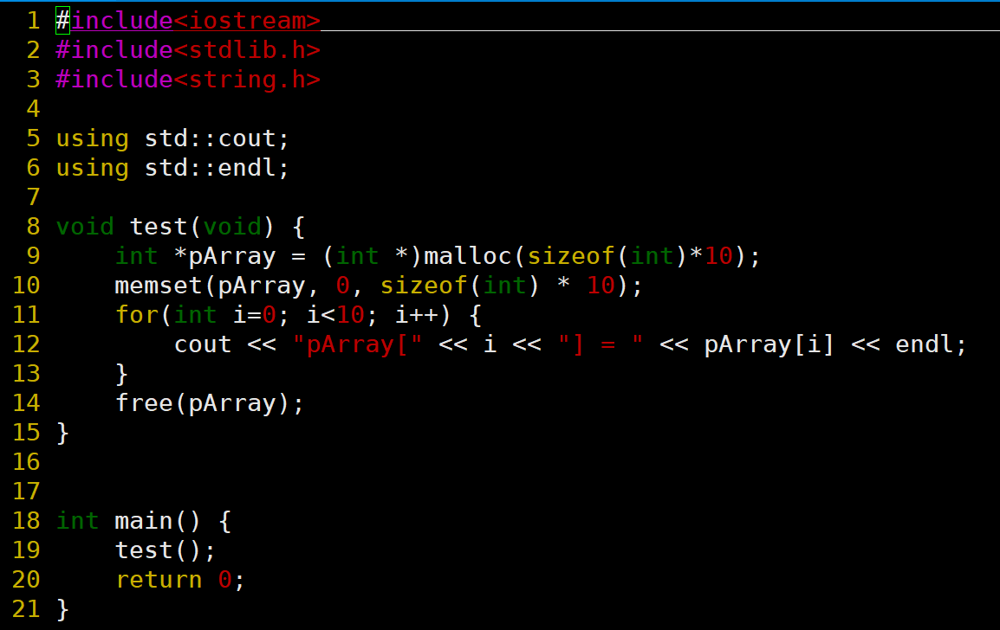 1 #include<iostream>
2 #include<stdlib.h>
3 #include<string.h>
4
5 using std::cout;
6 using std::endl;
7
8 void test(void) {
9     int *pArray = (int *)malloc(sizeof(int)*10);
10     memset(pArray, 0, sizeof(int) * 10);
11     for(int i=0; i<10; i++) {
12         cout << "pArray[" << i << "] = " << pArray[i] << endl;
13     }
14     free(pArray);
15 }
16
17
18 int main() {
19     test();
20     return 0;
21 }